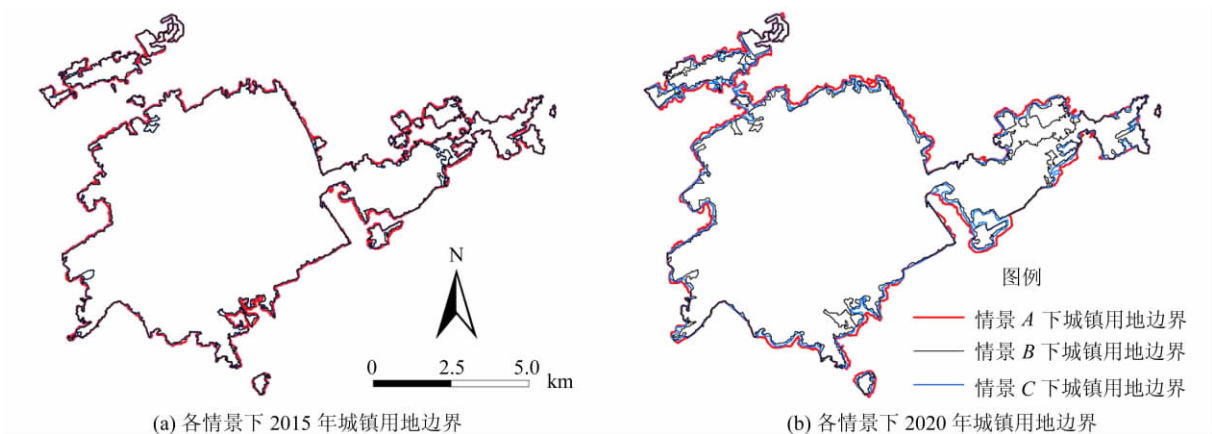 N
0 2.5 5.0
km
(a) 各情景下 2015 年城镇用地边界
图例
情景 A 下城镇用地边界
情景 B 下城镇用地边界
情景 C 下城镇用地边界
(b) 各情景下 2020 年城镇用地边界